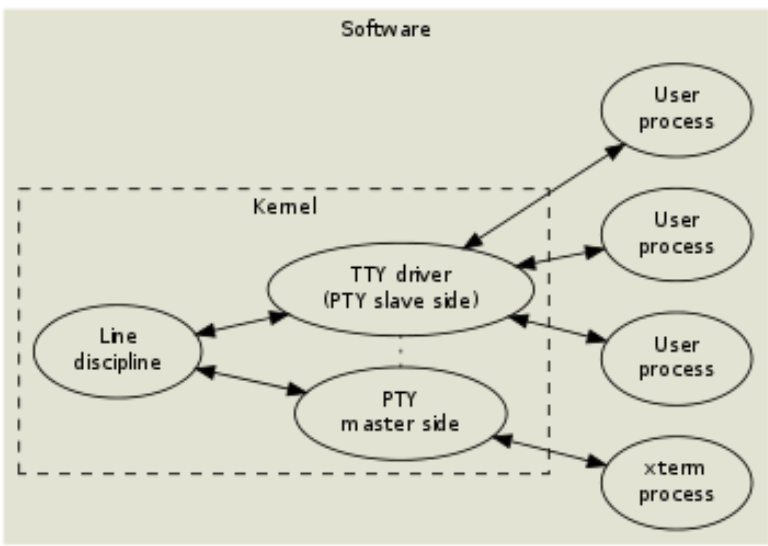 Software
User
process
Kernel
User
process
TTY driver
(PTY slave side)
Line
discipline
User
process
PTY
master side
xterm
process